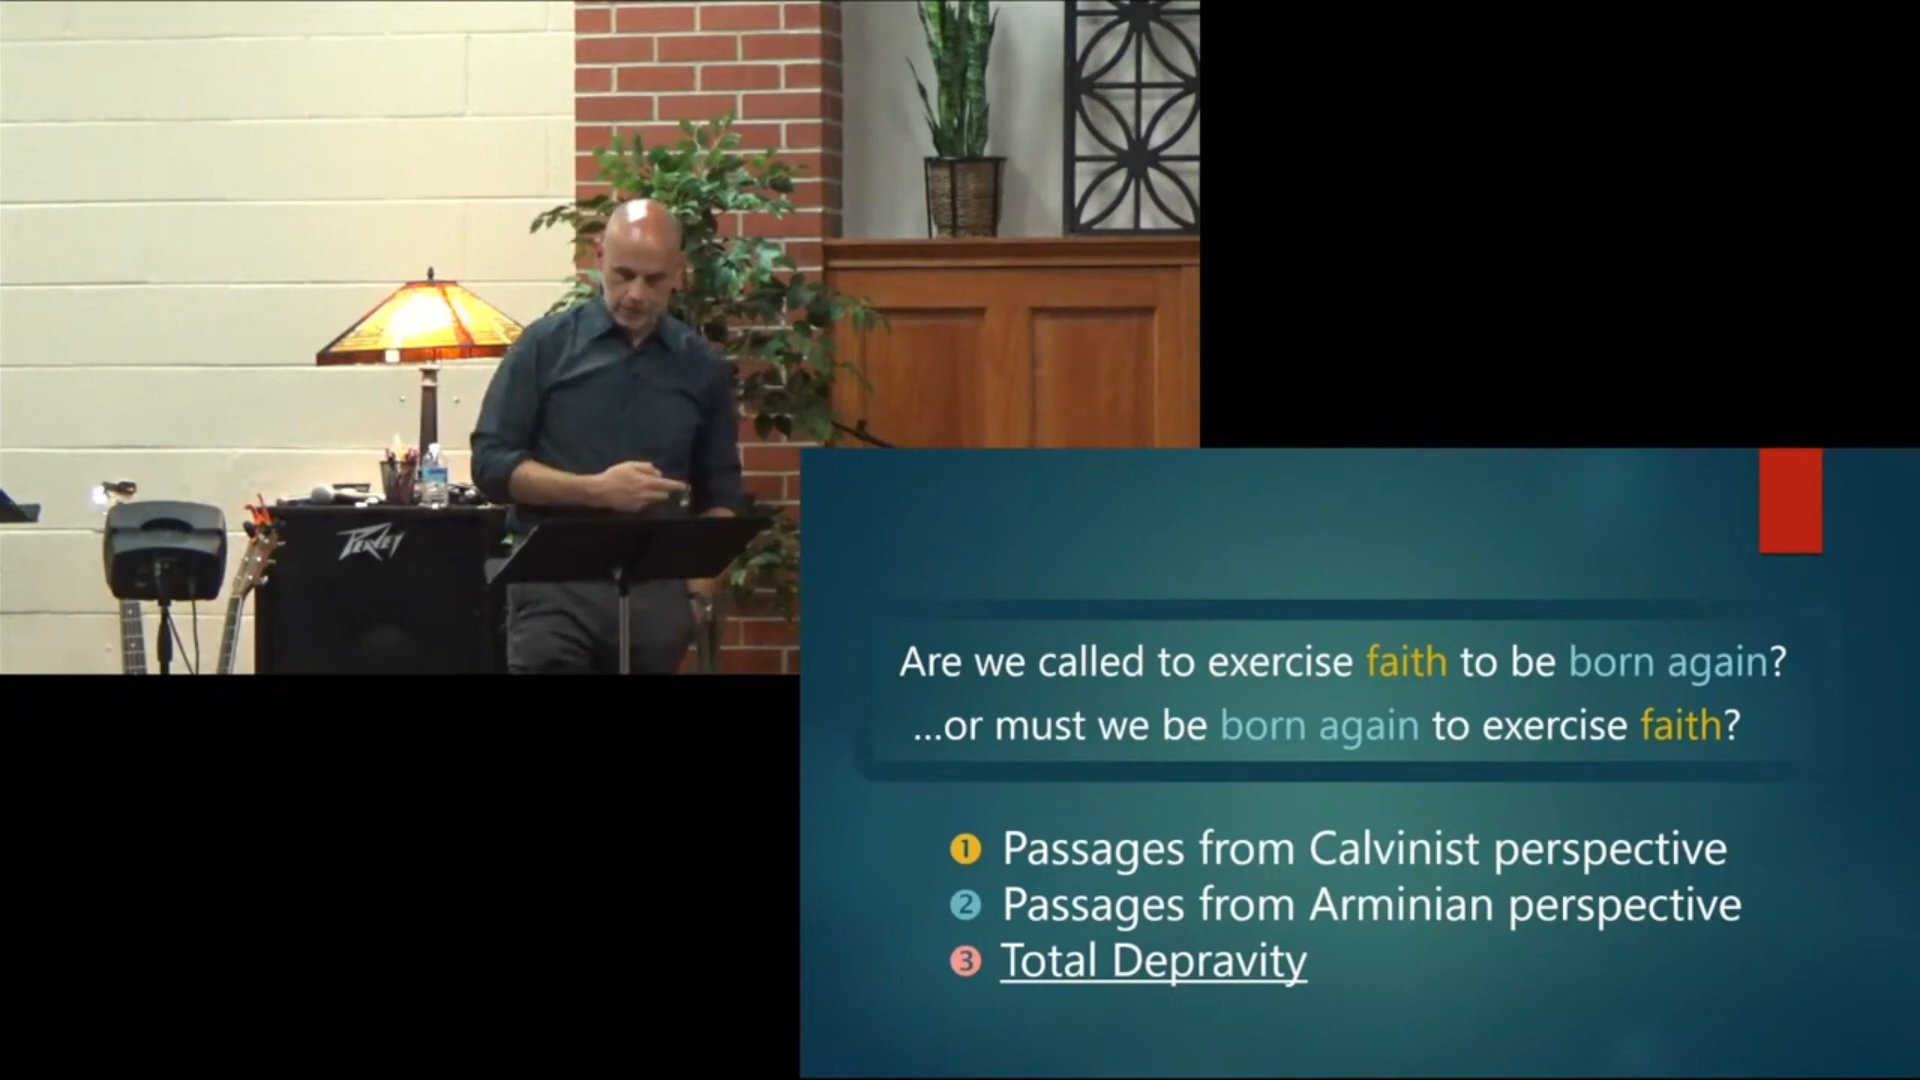 PEAVEY
Are we called to exercise faith to be born again?
...or must we be born again to exercise faith?
1 Passages from Calvinist perspective
2 Passages from Arminian perspective
3 Total Depravity